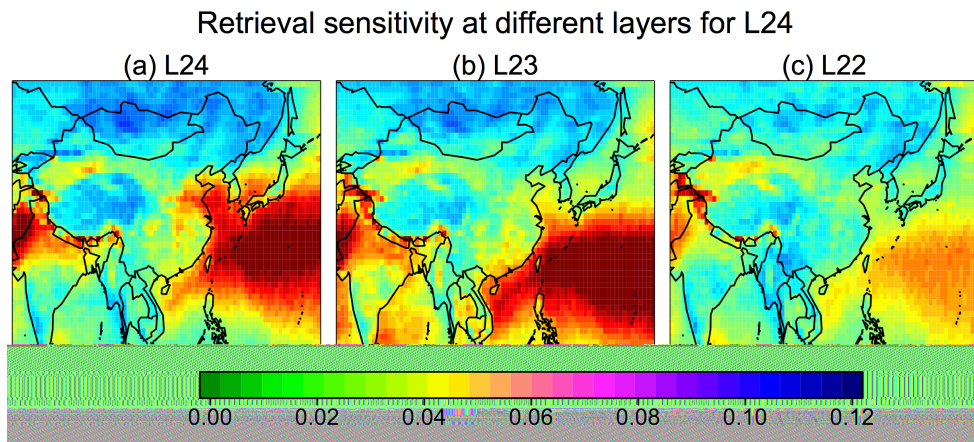 Retrieval sensitivity at different layers for L24
(a) L24 (b) L23 (c) L22
0.00 0.02 0.04 0.06 0.08 0.10 0.12